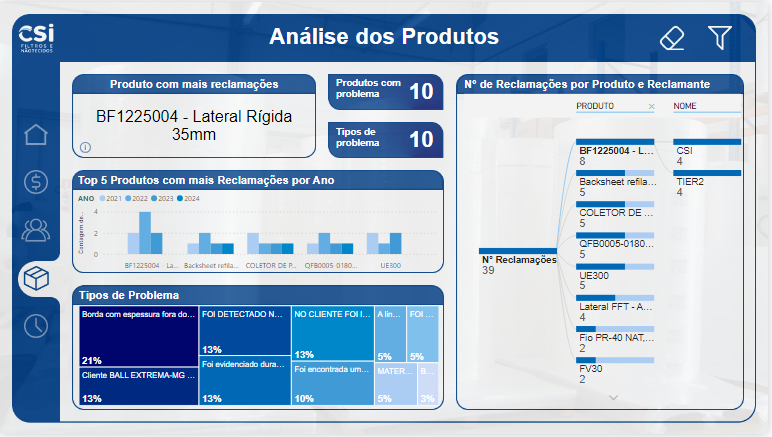 CSi
FILTROS E
NÃOTECIDOS
Análise dos Produtos
Produto com mais reclamações
BF1225004 - Lateral Rígida
35mm
Produtos com
problema
10
Tipos de
problema
10
Top 5 Produtos com mais Reclamações por Ano
ANO 2021 2022 2023 2024
Contagem de...
4
2
0
BF1225004 - La...
Backsheet refila...
COLETOR DE P...
QFB0005-0180...
UE300
Tipos de Problema
Borda com espessura fora do...
21%
Cliente BALL EXTREMA-MG ...
13%
FOI DETECTADO N...
13%
Foi evidenciado dura...
13%
NO CLIENTE FOI I...
13%
Foi encontrada um...
10%
A lin...
5%
FOI ...
5%
MATER...
5%
B...
3%
Nº de Reclamações por Produto e Reclamante
PRODUTO
NOME
Nº Reclamações
39
BF1225004 - L...
8
Backsheet refila...
5
COLETOR DE ...
5
QFB0005-0180...
5
UE300
5
Lateral FFT - A...
4
Fio PR-40 NAT,...
2
FV30
2
CSI
4
TIER2
4